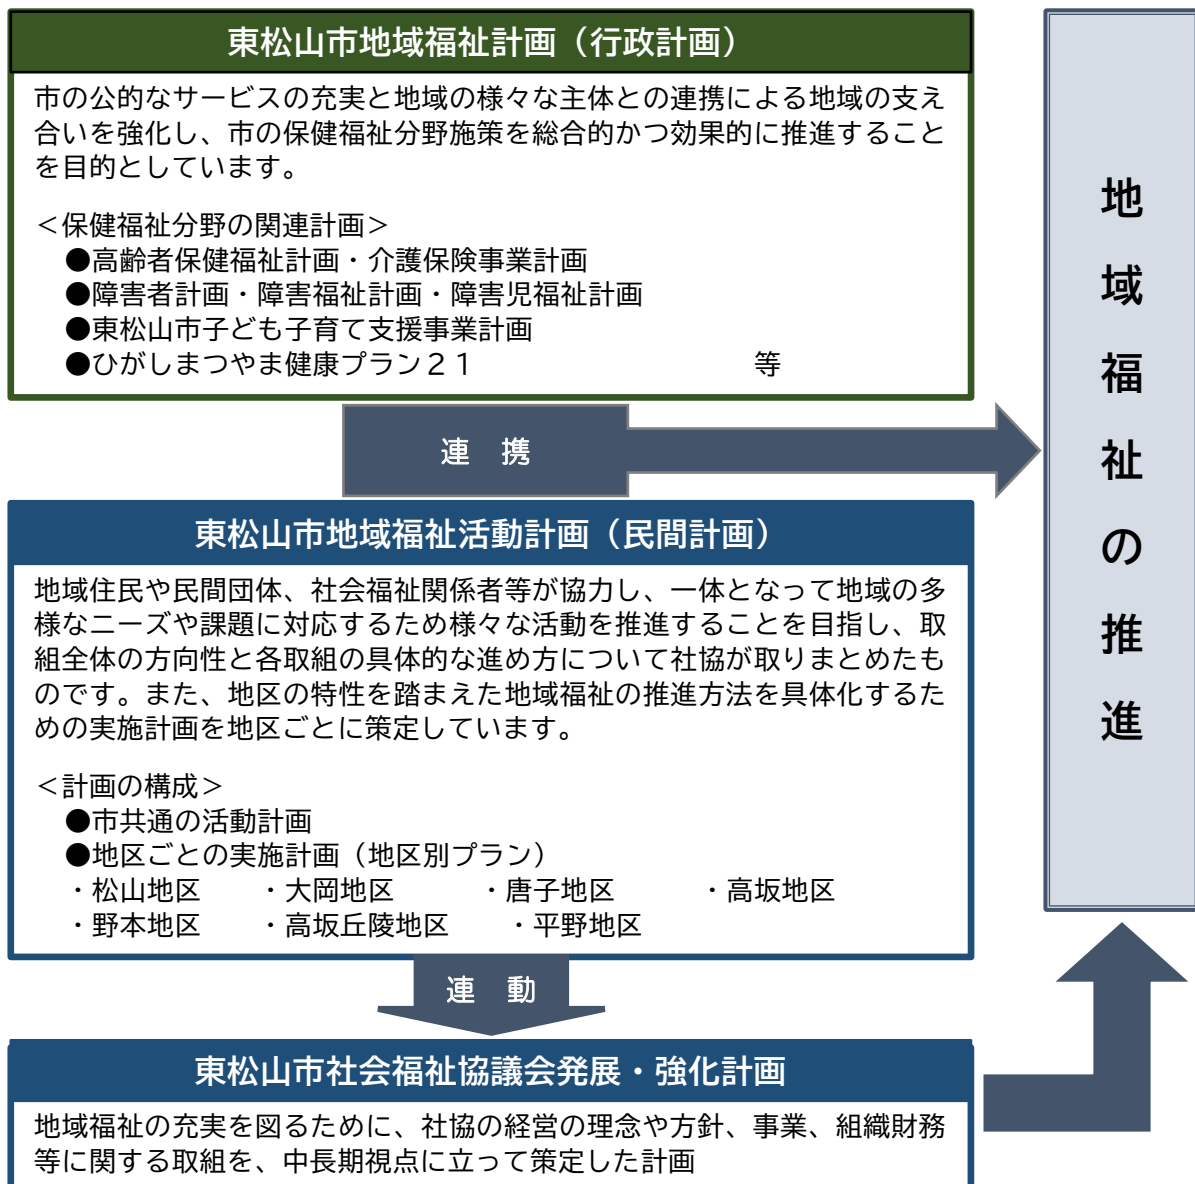 東松山市地域福祉計画（行政計画）
市の公的なサービスの充実と地域の様々な主体との連携による地域の支え
合いを強化し、市の保健福祉分野施策を総合的かつ効果的に推進すること
を目的としています。
＜保健福祉分野の関連計画＞
●高齢者保健福祉計画・介護保険事業計画
●障害者計画・障害福祉計画・障害児福祉計画
●東松山市子ども子育て支援事業計画
●ひがしまつやま健康プラン２１　　　　　　　　　　等
連　携
東松山市地域福祉活動計画（民間計画）
地域住民や民間団体、社会福祉関係者等が協力し、一体となって地域の多
様なニーズや課題に対応するため様々な活動を推進することを目指し、取
組全体の方向性と各取組の具体的な進め方について社協が取りまとめたも
のです。また、地区の特性を踏まえた地域福祉の推進方法を具体化するた
めの実施計画を地区ごとに策定しています。
＜計画の構成＞
●市共通の活動計画
●地区ごとの実施計画（地区別プラン）
・松山地区　　・大岡地区　　　・唐子地区　　　・高坂地区
・野本地区　　・高坂丘陵地区　　・平野地区
連　動
東松山市社会福祉協議会発展・強化計画
地域福祉の充実を図るために、社協の経営の理念や方針、事業、組織財務
等に関する取組を、中長期視点に立って策定した計画
地域福祉の推進